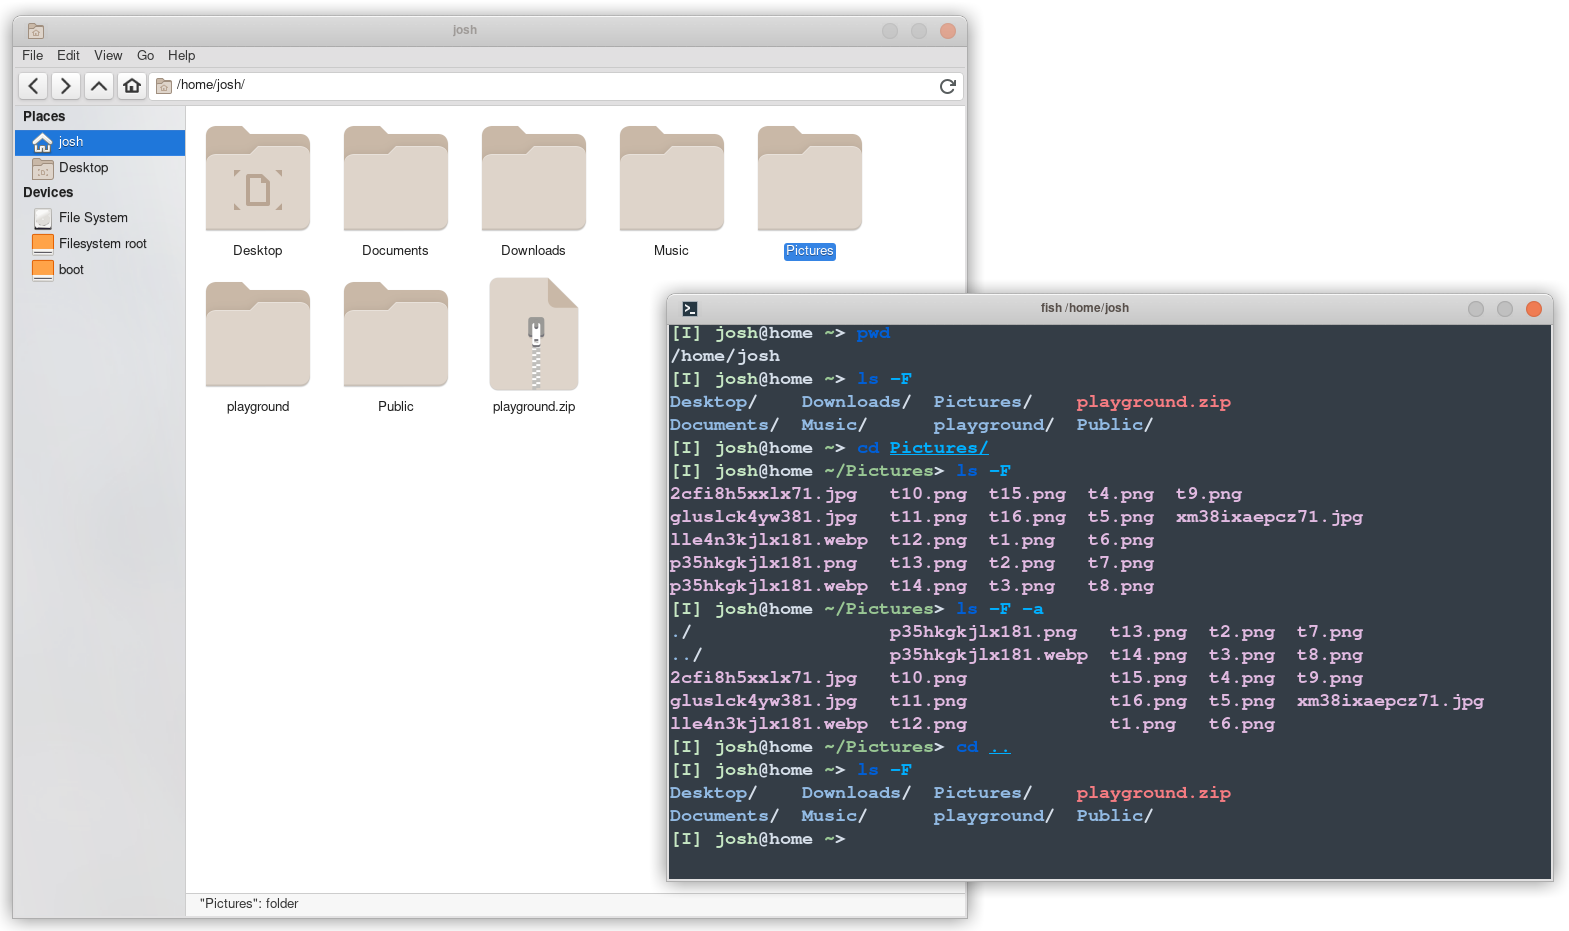 josh
File Edit View Go Help
/home/josh/
Places
josh
Desktop
Devices
File System
Filesystem root
boot
Desktop Documents Downloads Music Pictures
playground Public playground.zip
"Pictures": folder
fish /home/josh
[I] josh@home ~> pwd
/home/josh
[I] josh@home ~> ls -F
Desktop/ Downloads/ Pictures/ playground.zip
Documents/ Music/ playground/ Public/
[I] josh@home ~> cd Pictures/
[I] josh@home ~/Pictures> ls -F
2cfi8h5xxlx71.jpg t10.png t15.png t4.png t9.png
gluslck4yw381.jpg t11.png t16.png t5.png xm38ixaepcz71.jpg
lle4n3kjlx181.webp t12.png t1.png t6.png
p35hkgkjlx181.png t13.png t2.png t7.png
p35hkgkjlx181.webp t14.png t3.png t8.png
[I] josh@home ~/Pictures> ls -F -a
./ p35hkgkjlx181.png t13.png t2.png t7.png
../ p35hkgkjlx181.webp t14.png t3.png t8.png
2cfi8h5xxlx71.jpg t10.png t15.png t4.png t9.png
gluslck4yw381.jpg t11.png t16.png t5.png xm38ixaepcz71.jpg
lle4n3kjlx181.webp t12.png t1.png t6.png
[I] josh@home ~/Pictures> cd ..
[I] josh@home ~> ls -F
Desktop/ Downloads/ Pictures/ playground.zip
Documents/ Music/ playground/ Public/
[I] josh@home ~>